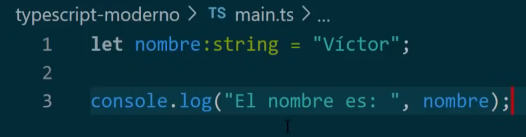 typescript-moderno > TS main.ts > ...
1 let nombre:string = "Víctor";
2
3 console.log("El nombre es: ", nombre);